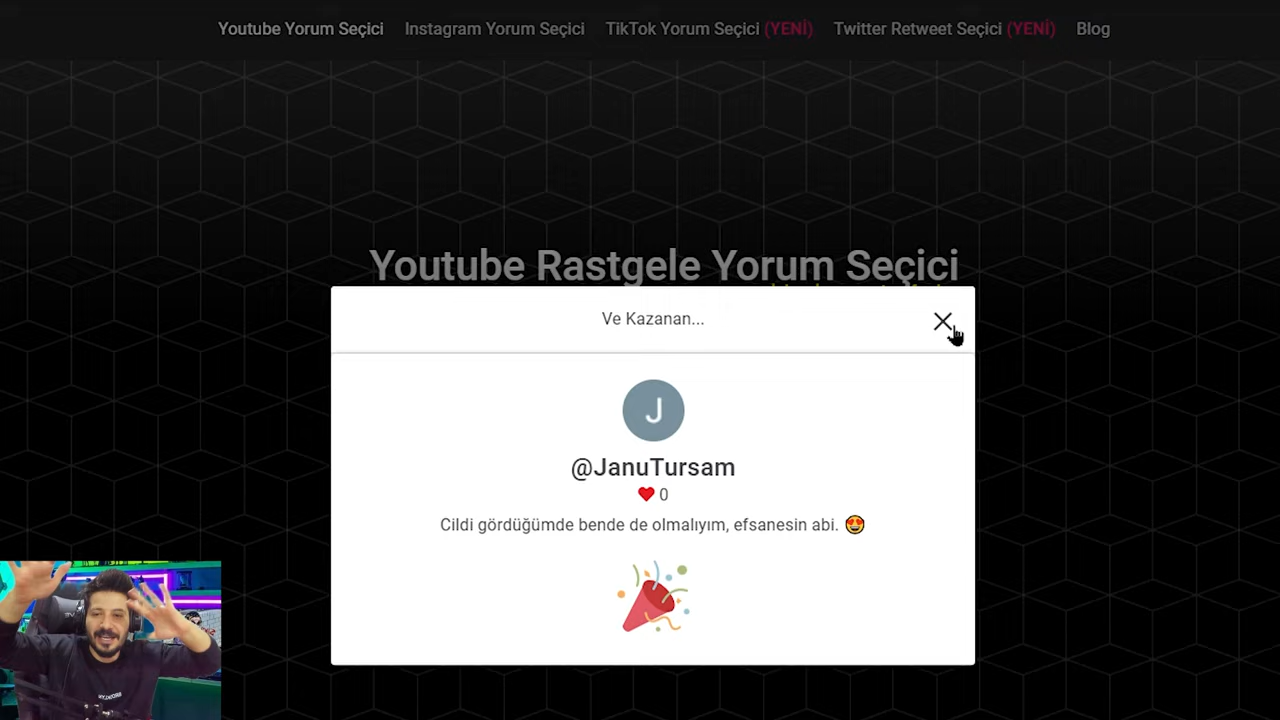 Youtube Yorum Seçici Instagram Yorum Seçici TikTok Yorum Seçici (YENİ) Twitter Retweet Seçici (YENİ) Blog
Youtube Rastgele Yorum Seçici
Ve Kazanan...
J
@JanuTursam
0
Cildi gördüğümde bende de olmalıyım, efsanesin abi. 😍